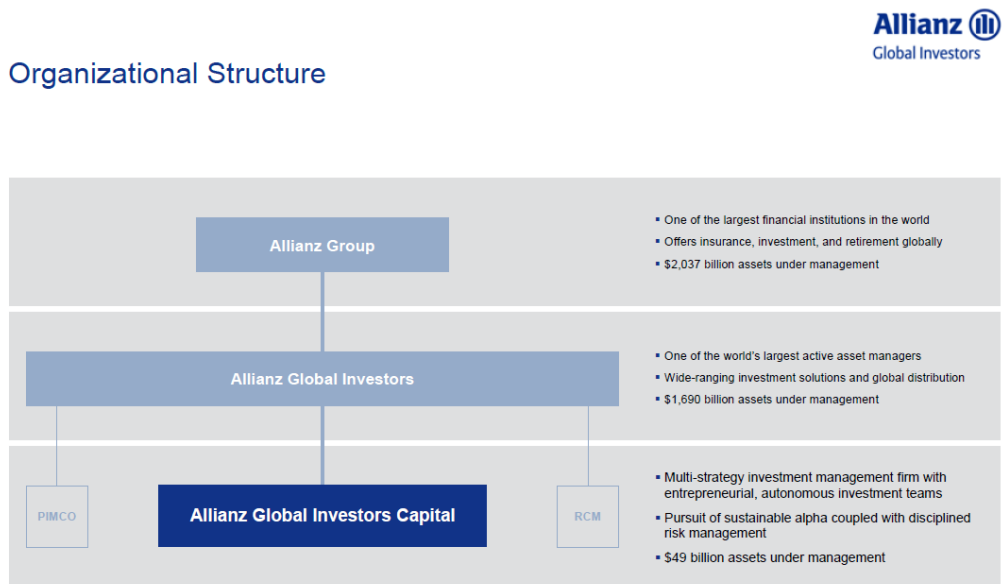 Allianz
Global Investors
Organizational Structure
Allianz Group
▪ One of the largest financial institutions in the world
▪ Offers insurance, investment, and retirement globally
▪ $2,037 billion assets under management
Allianz Global Investors
▪ One of the world's largest active asset managers
▪ Wide-ranging investment solutions and global distribution
▪ $1,690 billion assets under management
PIMCO
Allianz Global Investors Capital
RCM
▪ Multi-strategy investment management firm with
entrepreneurial, autonomous investment teams
▪ Pursuit of sustainable alpha coupled with disciplined
risk management
▪ $49 billion assets under management